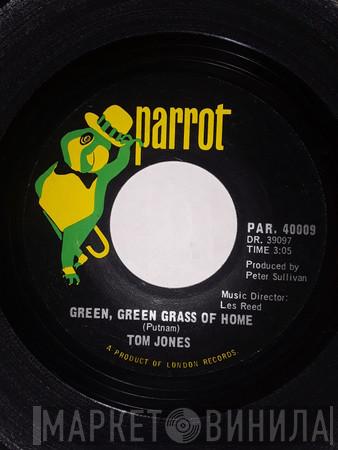 parrot
PAR. 40009
DR. 39097
TIME 3:05
Produced by
Peter Sullivan
Music Director:
Les Reed
GREEN, GREEN GRASS OF HOME
(Putnam)
TOM JONES
A PRODUCT OF LONDON RECORDS.
МАРКЕТ ВИНИЛА